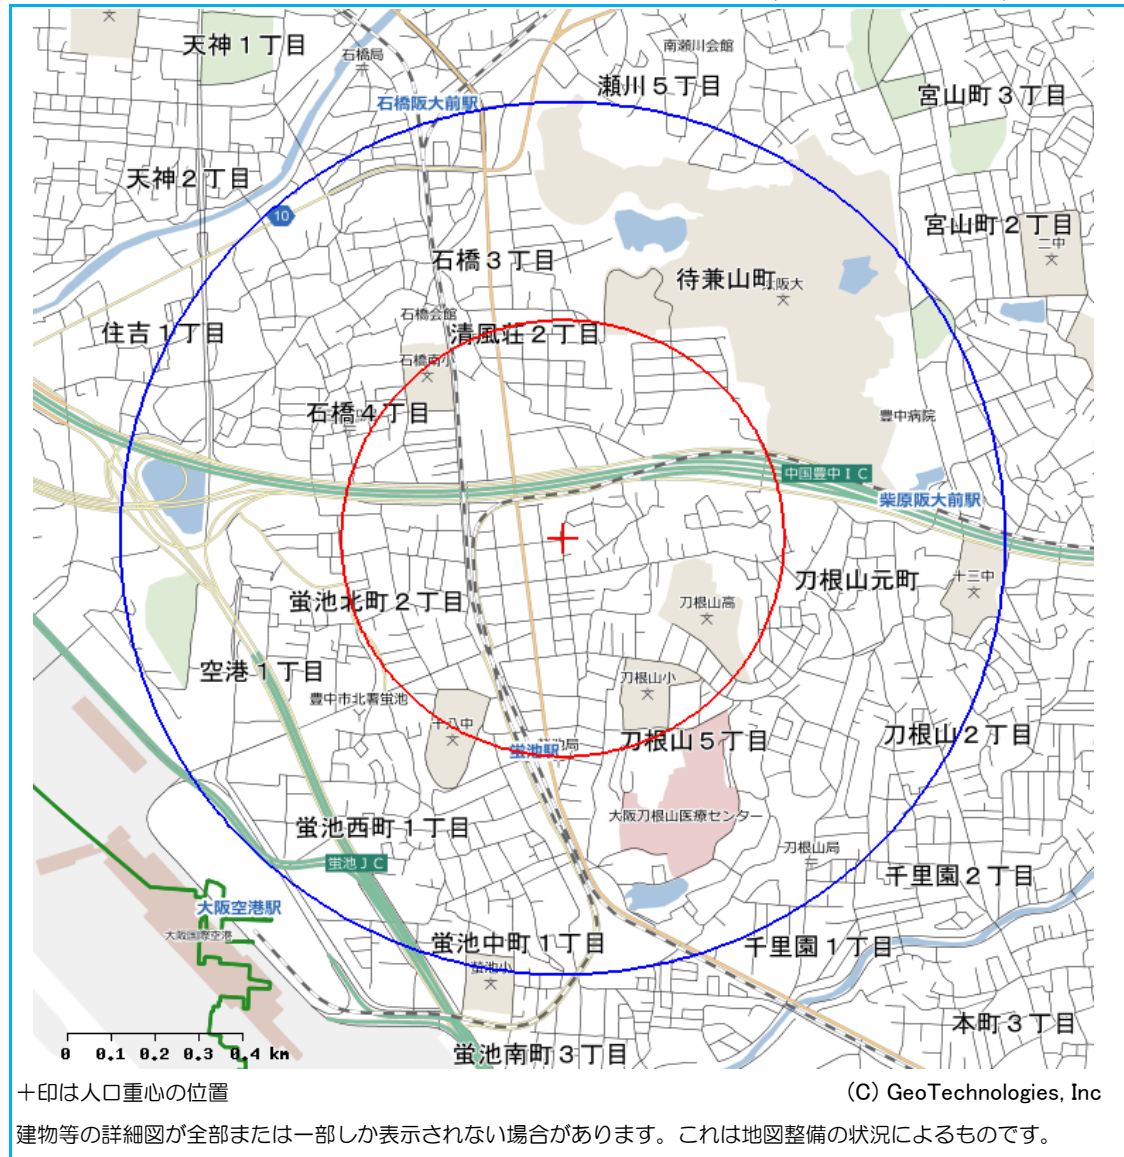 天神１丁目
石橋局
南瀬川会館
瀬川５丁目
宮山町３丁目
石橋阪大前駅
天神２丁目
10
宮山町２丁目
二中
石橋３丁目
待兼山町
大阪大
石橋会館
住吉１丁目
清風荘２丁目
石橋南小
石橋４丁目
豊中病院
中国豊中ＩＣ
柴原阪大前駅
刀根山元町
十三中
蛍池北町２丁目
刀根山高
空港１丁目
刀根山小
豊中市北署蛍池
十八中
蛍池駅
刀根山５丁目
刀根山２丁目
大阪刀根山医療センター
蛍池西町１丁目
刀根山局
蛍池ＪＣ
千里園２丁目
大阪空港駅
大阪国際空港
蛍池中町１丁目
千里園１丁目
蛍池小
本町３丁目
0 0.1 0.2 0.3 0.4 km
蛍池南町３丁目
＋印は人口重心の位置
(C) GeoTechnologies, Inc
建物等の詳細図が全部または一部しか表示されない場合があります。これは地図整備の状況によるものです。